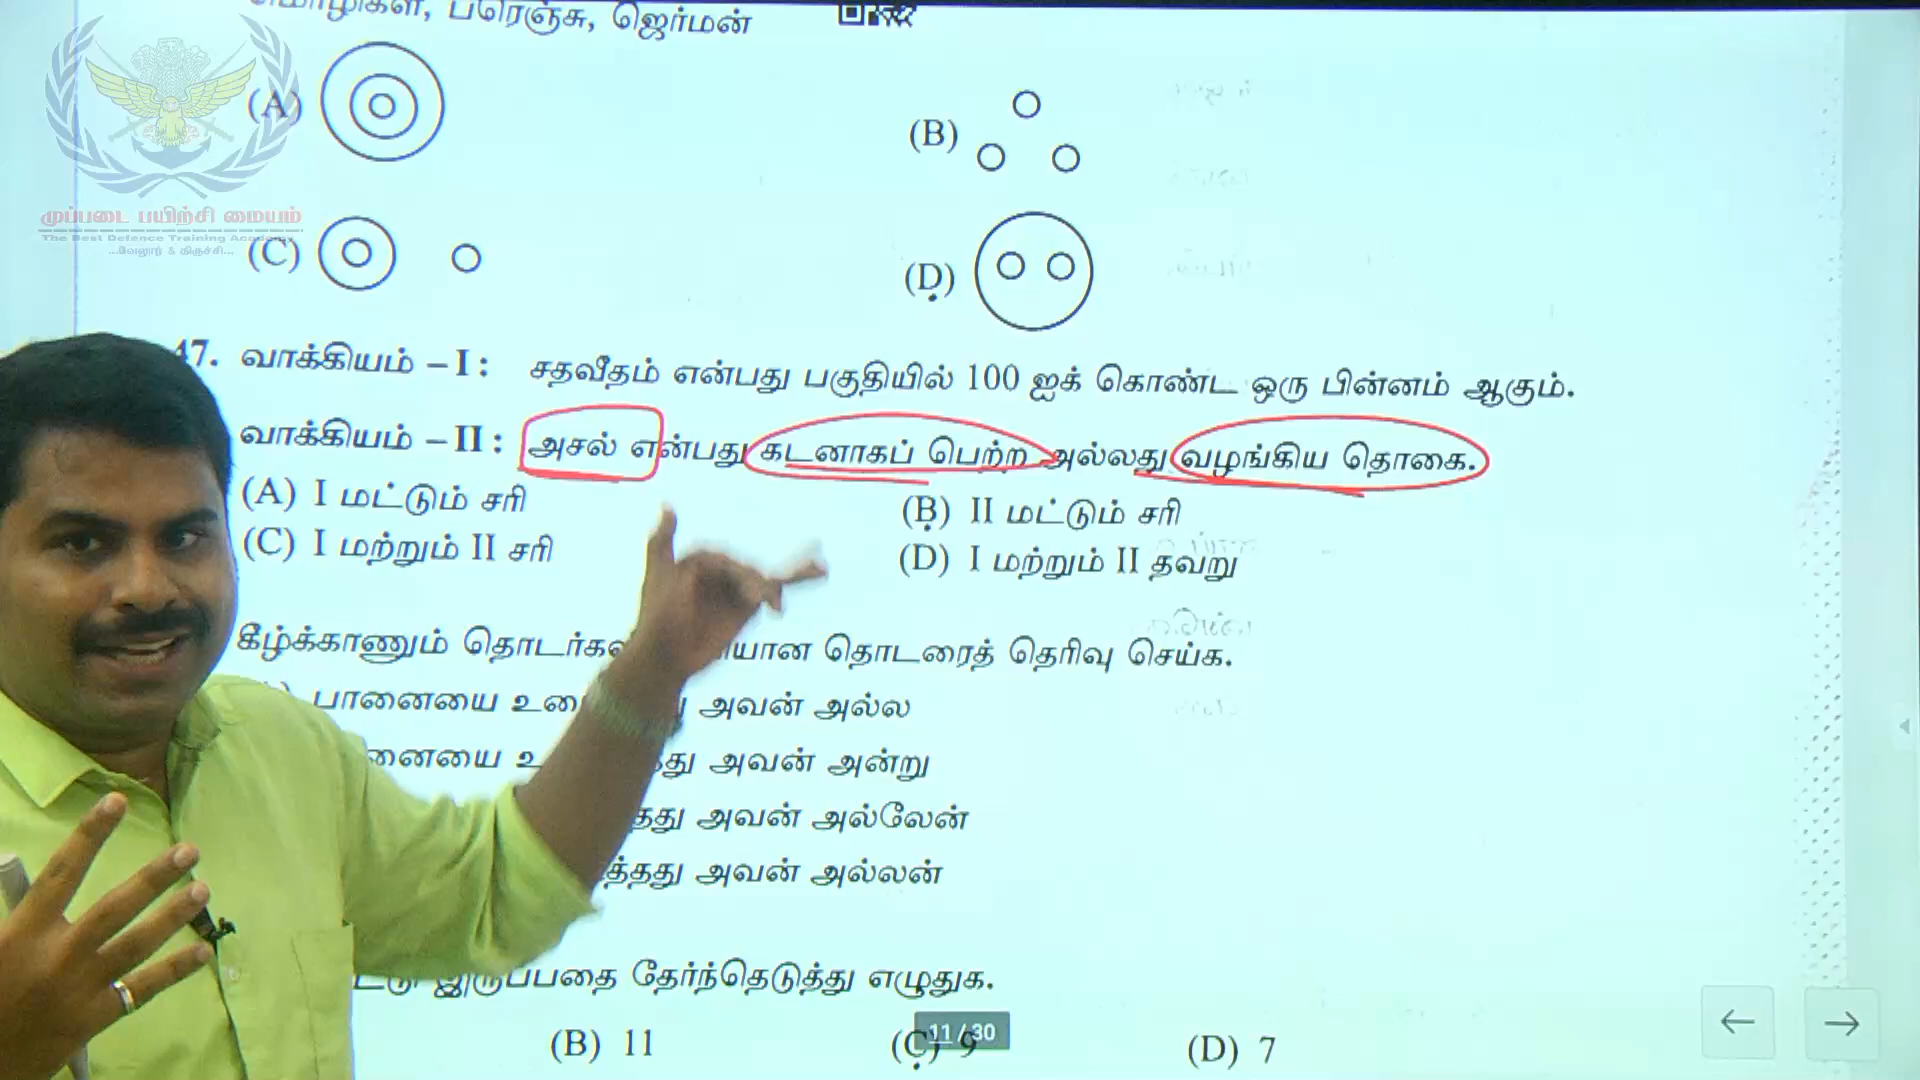 மொழிகள், பிரெஞ்சு, ஜெர்மன்
(A)
(B)
முப்படை பயிற்சி மையம்
The Best Defence Training Academy
...வேலூர் & திருச்சி...
(C)
(D)
47. வாக்கியம் – I : சதவீதம் என்பது பகுதியில் 100 ஐக் கொண்ட ஒரு பின்னம் ஆகும்.
வாக்கியம் – II : அசல் என்பது கடனாகப் பெற்ற அல்லது வழங்கிய தொகை.
(A) I மட்டும் சரி
(B) II மட்டும் சரி
(C) I மற்றும் II சரி
(D) I மற்றும் II தவறு
கீழ்க்காணும் தொடர்களில் தொடரைத் தெரிவு செய்க.
பானையை அவன் அல்ல
அவன் அன்று
அவன் அல்லேன்
அவன் அல்லன்
இருப்பதை தேர்ந்தெடுத்து எழுதுக.
(B) 11
(C) 9
(D) 7
11 / 30